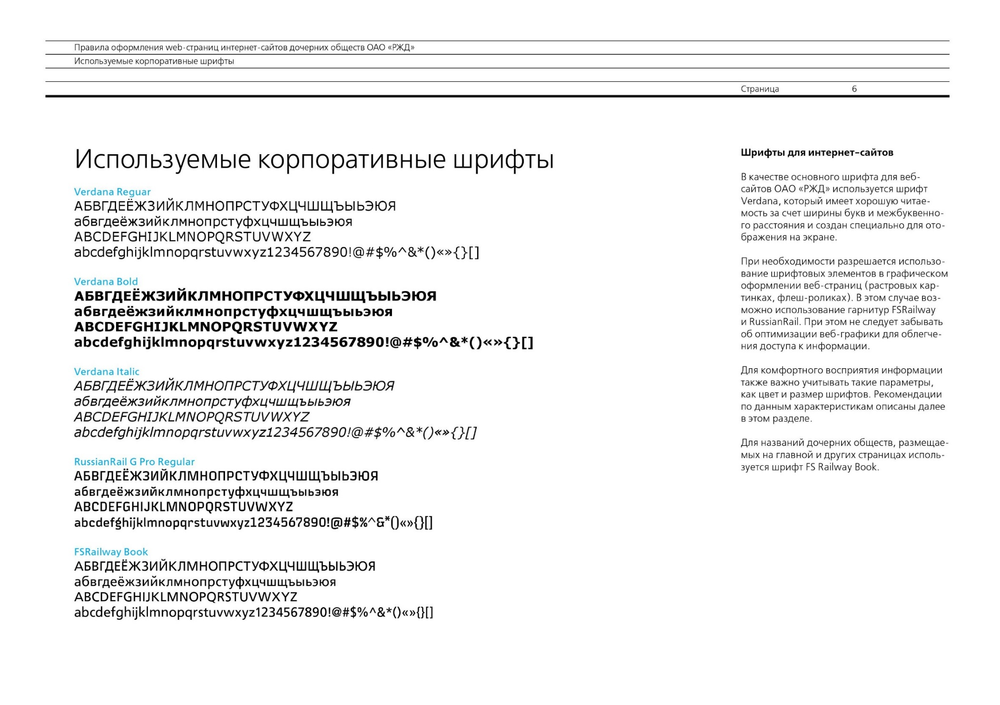 Правила оформления web-страниц интернет-сайтов дочерних обществ ОАО «РЖД»
Используемые корпоративные шрифты
Страница 6
Используемые корпоративные шрифты
Verdana Reguar
АБВГДЕЁЖЗИЙКЛМНОПРСТУФХЦЧШЩЪЫЬЭЮЯ
абвгдеёжзийклмнопрстуфхцчшщъыьэюя
ABCDEFGHIJKLMNOPQRSTUVWXYZ
abcdefghijklmnopqrstuvwxyz1234567890!@#$%^&*()«»{}[]
Verdana Bold
АБВГДЕЁЖЗИЙКЛМНОПРСТУФХЦЧШЩЪЫЬЭЮЯ
абвгдеёжзийклмнопрстуфхцчшщъыьэюя
ABCDEFGHIJKLMNOPQRSTUVWXYZ
abcdefghijklmnopqrstuvwxyz1234567890!@#$%^&*()«»{}[]
Verdana Italic
АБВГДЕЁЖЗИЙКЛМНОПРСТУФХЦЧШЩЪЫЬЭЮЯ
абвгдеёжзийклмнопрстуфхцчшщъыьэюя
ABCDEFGHIJKLMNOPQRSTUVWXYZ
abcdefghijklmnopqrstuvwxyz1234567890!@#$%^&*()«»{}[]
RussianRail G Pro Regular
АБВГДЕЁЖЗИЙКЛМНОПРСТУФХЦЧШЩЪЫЬЭЮЯ
абвгдеёжзийклмнопрстуфхцчшщъыьэюя
ABCDEFGHIJKLMNOPQRSTUVWXYZ
abcdefghijklmnopqrstuvwxyz1234567890!@#$%^&*()«»{}[]
FSRailway Book
АБВГДЕЁЖЗИЙКЛМНОПРСТУФХЦЧШЩЪЫЬЭЮЯ
абвгдеёжзийклмнопрстуфхцчшщъыьэюя
ABCDEFGHIJKLMNOPQRSTUVWXYZ
abcdefghijklmnopqrstuvwxyz1234567890!@#$%^&*()«»{}[]
Шрифты для интернет-сайтов
В качестве основного шрифта для веб-
сайтов ОАО «РЖД» используется шрифт
Verdana, который имеет хорошую читае-
мость за счет ширины букв и межбуквенно-
го расстояния и создан специально для ото-
бражения на экране.
При необходимости разрешается использо-
вание шрифтовых элементов в графическом
оформлении веб-страниц (растровых кар-
тинках, флеш-роликах). В этом случае воз-
можно использование гарнитур FSRailway
и RussianRail. При этом не следует забывать
об оптимизации веб-графики для облегче-
ния доступа к информации.
Для комфортного восприятия информации
также важно учитывать такие параметры,
как цвет и размер шрифтов. Рекомендации
по данным характеристикам описаны далее
в этом разделе.
Для названий дочерних обществ, размещае-
мых на главной и других страницах исполь-
зуется шрифт FS Railway Book.